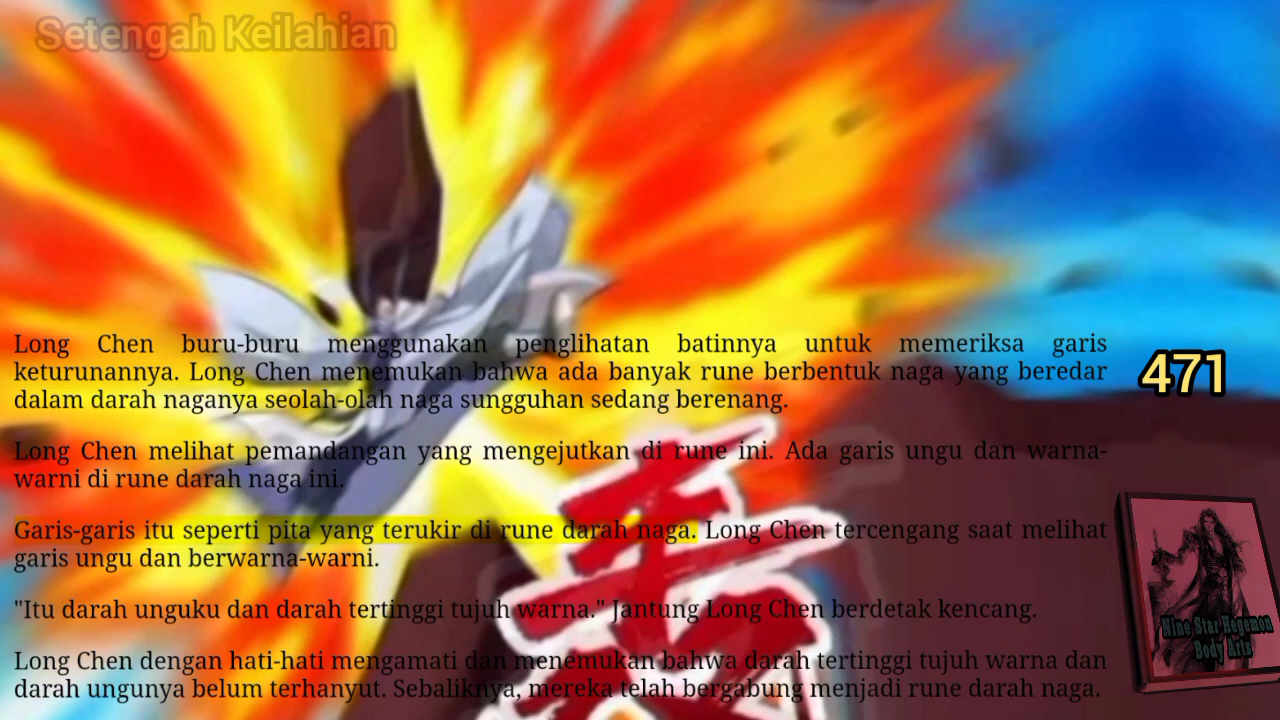 Setengah Keilahian
Long Chen buru-buru menggunakan penglihatan batinnya untuk memeriksa garis
keturunannya. Long Chen menemukan bahwa ada banyak rune berbentuk naga yang beredar
dalam darah naganya seolah-olah naga sungguhan sedang berenang.
471
Long Chen melihat pemandangan yang mengejutkan di rune ini. Ada garis ungu dan warna-
warni di rune darah naga ini.
Garis-garis itu seperti pita yang terukir di rune darah naga. Long Chen tercengang saat melihat
garis ungu dan berwarna-warni.
"Itu darah unguku dan darah tertinggi tujuh warna." Jantung Long Chen berdetak kencang.
Long Chen dengan hati-hati mengamati dan menemukan bahwa darah tertinggi tujuh warna dan
darah ungunya belum terhanyut. Sebaliknya, mereka telah bergabung menjadi rune darah naga.
Nine Star Hegemon
Body Arts